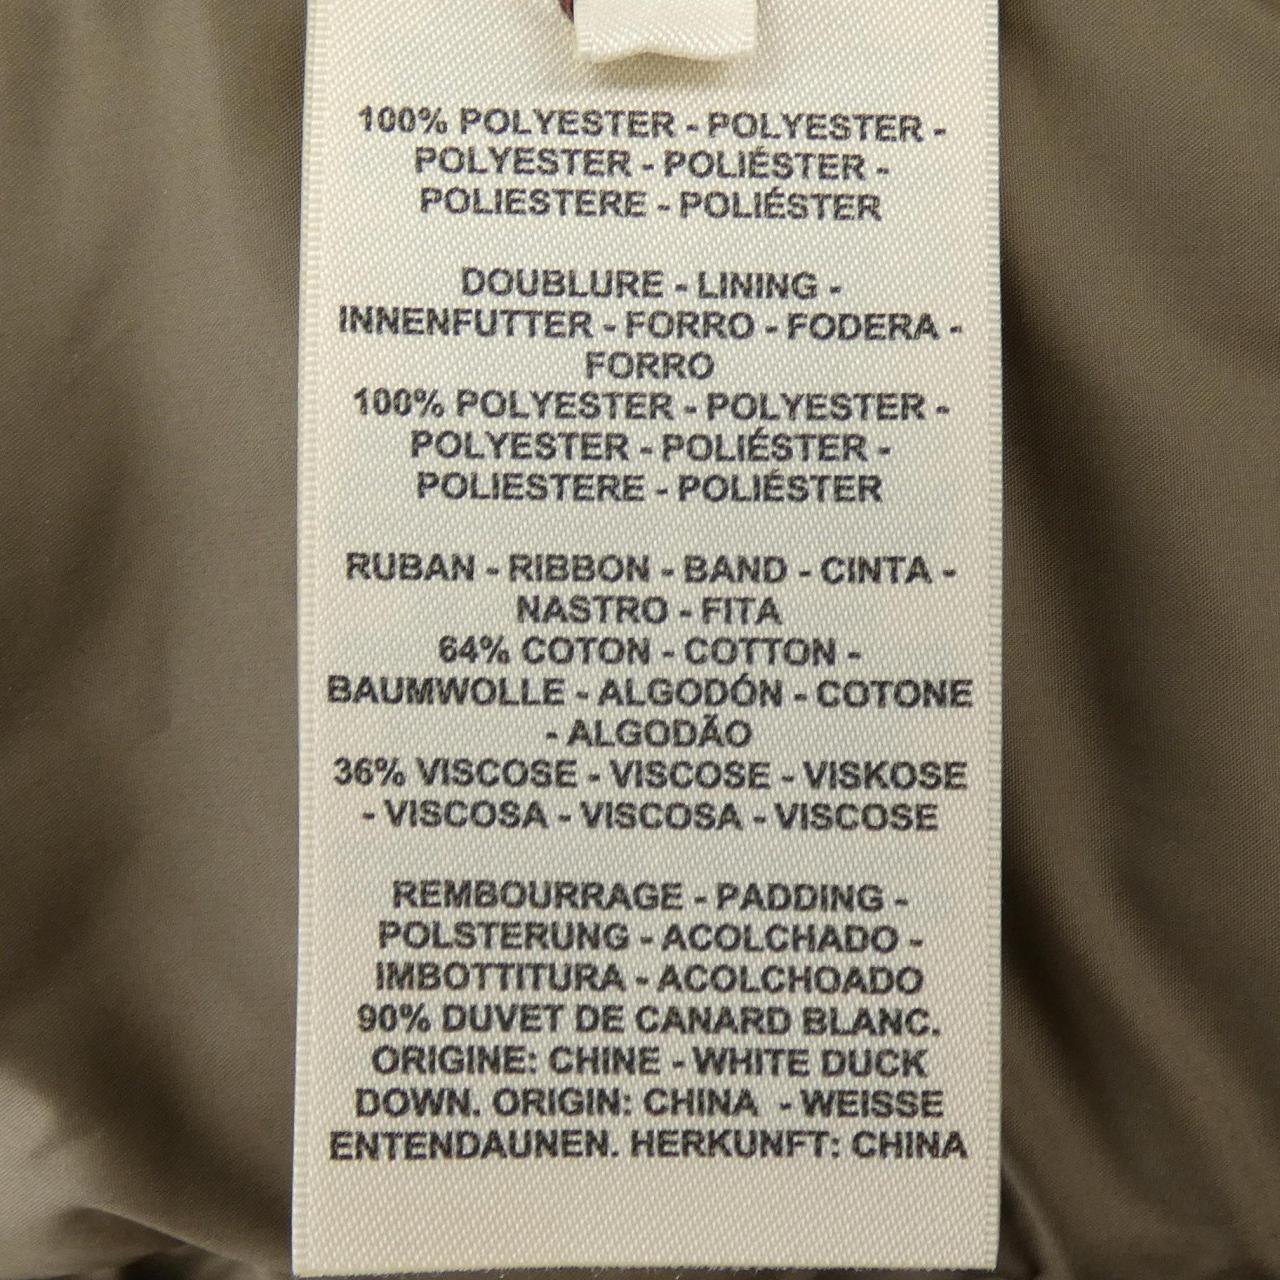 100% POLYESTER - POLYESTER -
POLYESTER - POLIÉSTER -
POLIESTERE - POLIÉSTER
DOUBLURE - LINING -
INNENFUTTER - FORRO - FODERA -
FORRO
100% POLYESTER - POLYESTER -
POLYESTER - POLIÉSTER -
POLIESTERE - POLIÉSTER
RUBAN - RIBBON - BAND - CINTA -
NASTRO - FITA
64% COTON - COTTON -
BAUMWOLLE - ALGODÓN - COTONE
- ALGODÃO
36% VISCOSE - VISCOSE - VISKOSE
- VISCOSA - VISCOSA - VISCOSE
REMBOURRAGE - PADDING -
POLSTERUNG - ACOLCHADO -
IMBOTTITURA - ACOLCHOADO
90% DUVET DE CANARD BLANC.
ORIGINE: CHINE - WHITE DUCK
DOWN. ORIGIN: CHINA - WEISSE
ENTENDAUNEN. HERKUNFT: CHINA